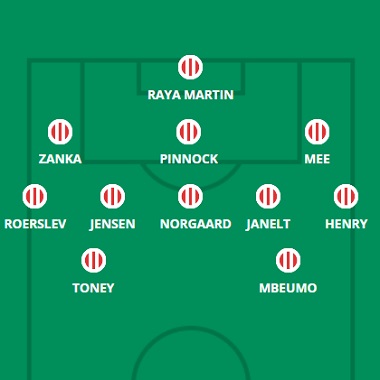 RAYA MARTIN
ZANKA PINNOCK MEE
ROERSLEV JENSEN NORGAARD JANELT HENRY
TONEY MBEUMO